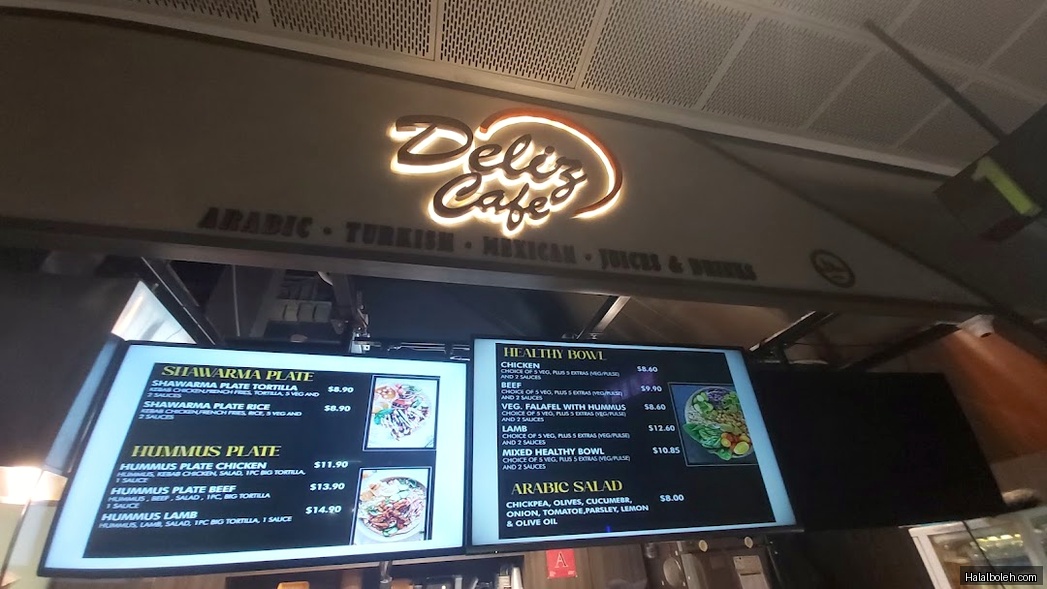 Deliz
Cafe
ARABIC • TURKISH • MEXICAN • JUICES & DRINKS
1
SHAWARMA PLATE
SHAWARMA PLATE TORTILLA $8.90
KEBAB CHICKEN,FRENCH FRIES, TORTILLA, 5 VEG AND
2 SAUCES
SHAWARMA PLATE RICE $8.90
KEBAB CHICKEN,FRENCH FRIES, RICE, 5 VEG AND
2 SAUCES
HUMMUS PLATE
HUMMUS PLATE CHICKEN $11.90
HUMMUS, KEBAB CHICKEN, SALAD, 1PC BIG TORTILLA,
1 SAUCE
HUMMUS PLATE BEEF $13.90
HUMMUS , BEEF , SALAD , 1PC, BIG TORTILLA
1 SAUCE
HUMMUS LAMB $14.90
HUMMUS, LAMB, SALAD, 1PC BIG TORTILLA, 1 SAUCE
HEALTHY BOWL
CHICKEN $8.60
CHOICE OF 5 VEG, PLUS 5 EXTRAS (VEG/PULSE)
AND 2 SAUCES
BEEF $9.90
CHOICE OF 5 VEG, PLUS 5 EXTRAS (VEG/PULSE)
AND 2 SAUCES
VEG. FALAFEL WITH HUMMUS $8.60
CHOICE OF 5 VEG, PLUS 5 EXTRAS (VEG/PULSE)
AND 2 SAUCES
LAMB $12.60
CHOICE OF 5 VEG, PLUS 5 EXTRAS (VEG/PULSE)
AND 2 SAUCES
MIXED HEALTHY BOWL $10.85
CHOICE OF 5 VEG, PLUS 5 EXTRAS (VEG/PULSE)
AND 2 SAUCES
ARABIC SALAD
CHICKPEA, OLIVES, CUCUMEBR, $8.00
ONION, TOMATOE,PARSLEY, LEMON
& OLIVE OIL
A
Halalboleh.com